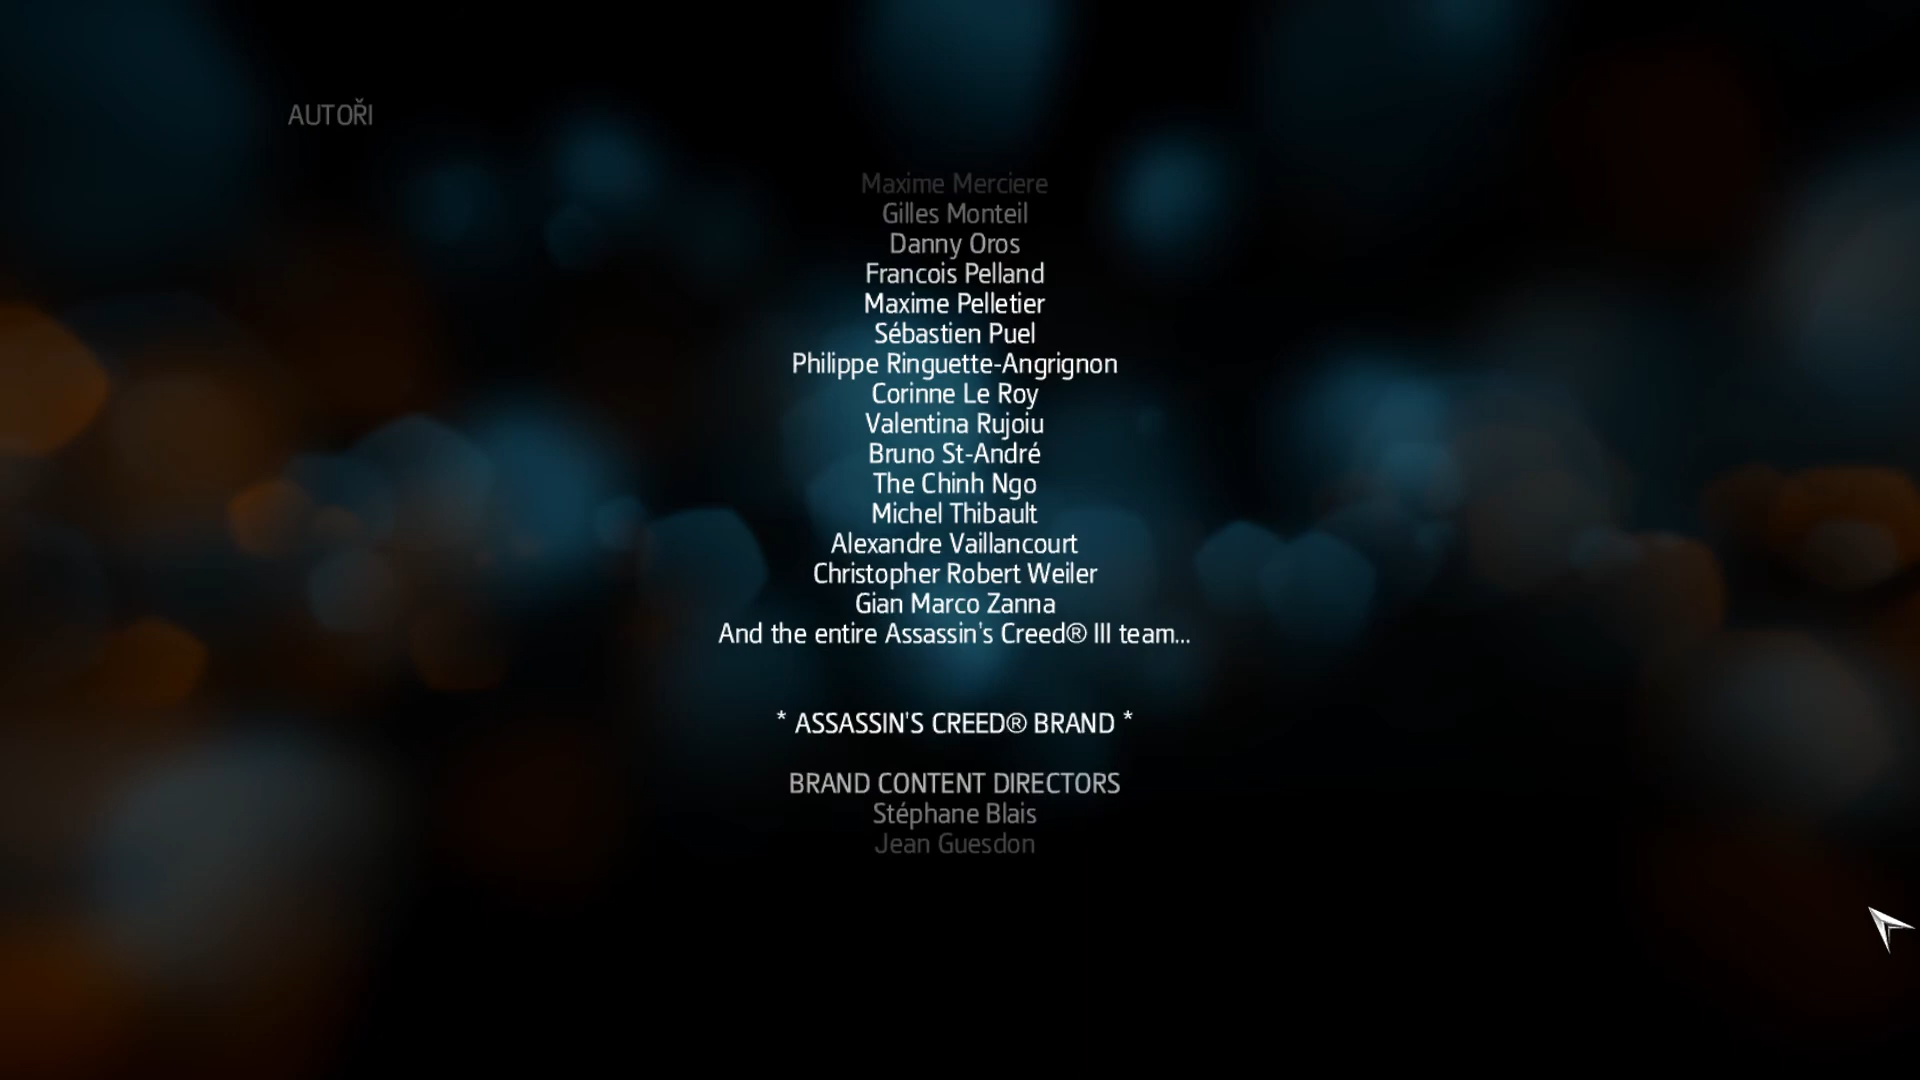 AUTOŘI
Maxime Merciere
Gilles Monteil
Danny Oros
Francois Pelland
Maxime Pelletier
Sébastien Puel
Philippe Ringuette-Angrignon
Corinne Le Roy
Valentina Rujoiu
Bruno St-André
The Chinh Ngo
Michel Thibault
Alexandre Vaillancourt
Christopher Robert Weiler
Gian Marco Zanna
And the entire Assassin's Creed® III team...
* ASSASSIN'S CREED® BRAND *
BRAND CONTENT DIRECTORS
Stéphane Blais
Jean Guesdon